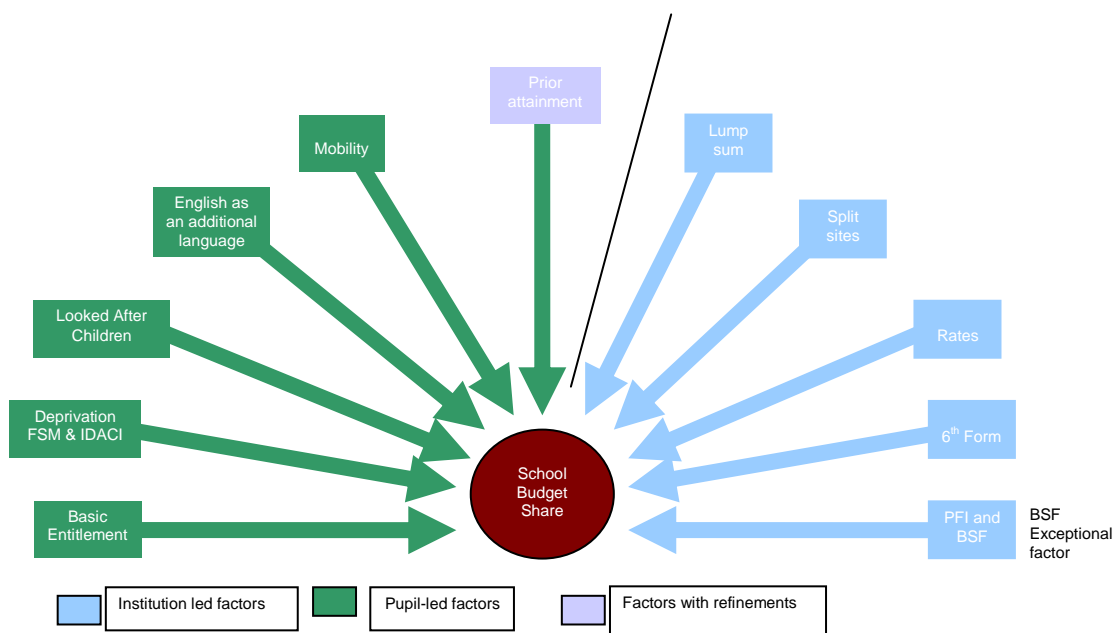 Prior
attainment
Lump
sum
Mobility
Split
sites
English as
an additional
language
Looked After
Children
Rates
Deprivation
FSM & IDACI
6th Form
School
Budget
Share
Basic
Entitlement
PFI and
BSF
BSF
Exceptional
factor
Institution led factors
Pupil-led factors
Factors with refinements